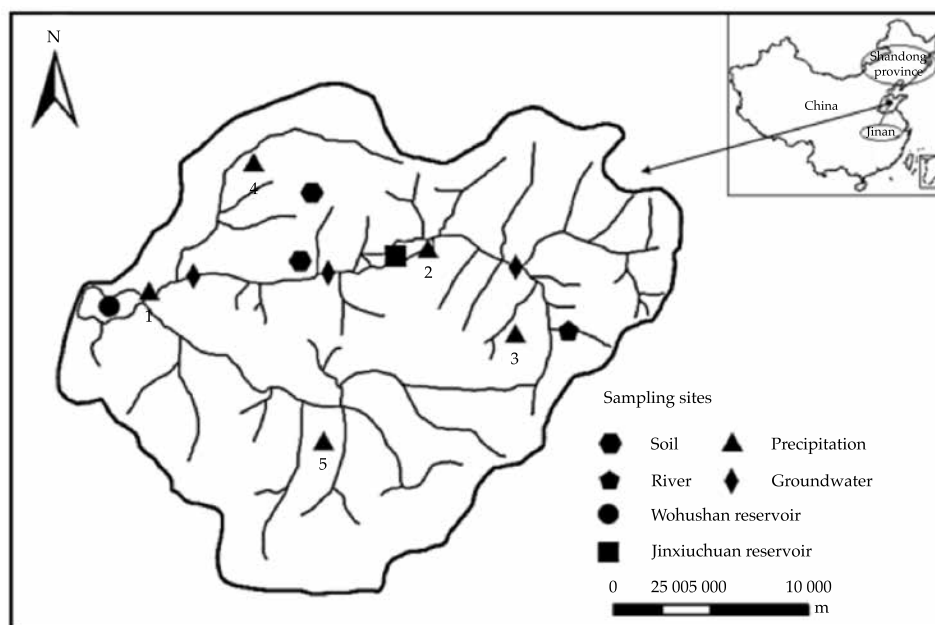 N
Shandong
province
China
Jinan
4
2
1
3
5
Sampling sites
Soil
Precipitation
River
Groundwater
Wohushan reservoir
Jinxiuchuan reservoir
0 25 005 000 10 000
m